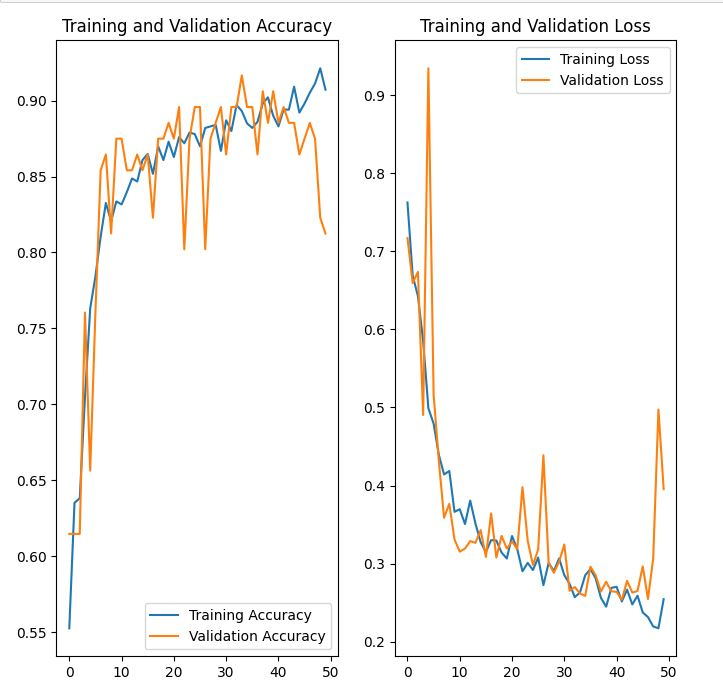 Training and Validation Accuracy
0.90
0.85
0.80
0.75
0.70
0.65
0.60
0.55
Training Accuracy
Validation Accuracy
0 10 20 30 40 50
Training and Validation Loss
Training Loss
Validation Loss
0.9
0.8
0.7
0.6
0.5
0.4
0.3
0.2
0 10 20 30 40 50